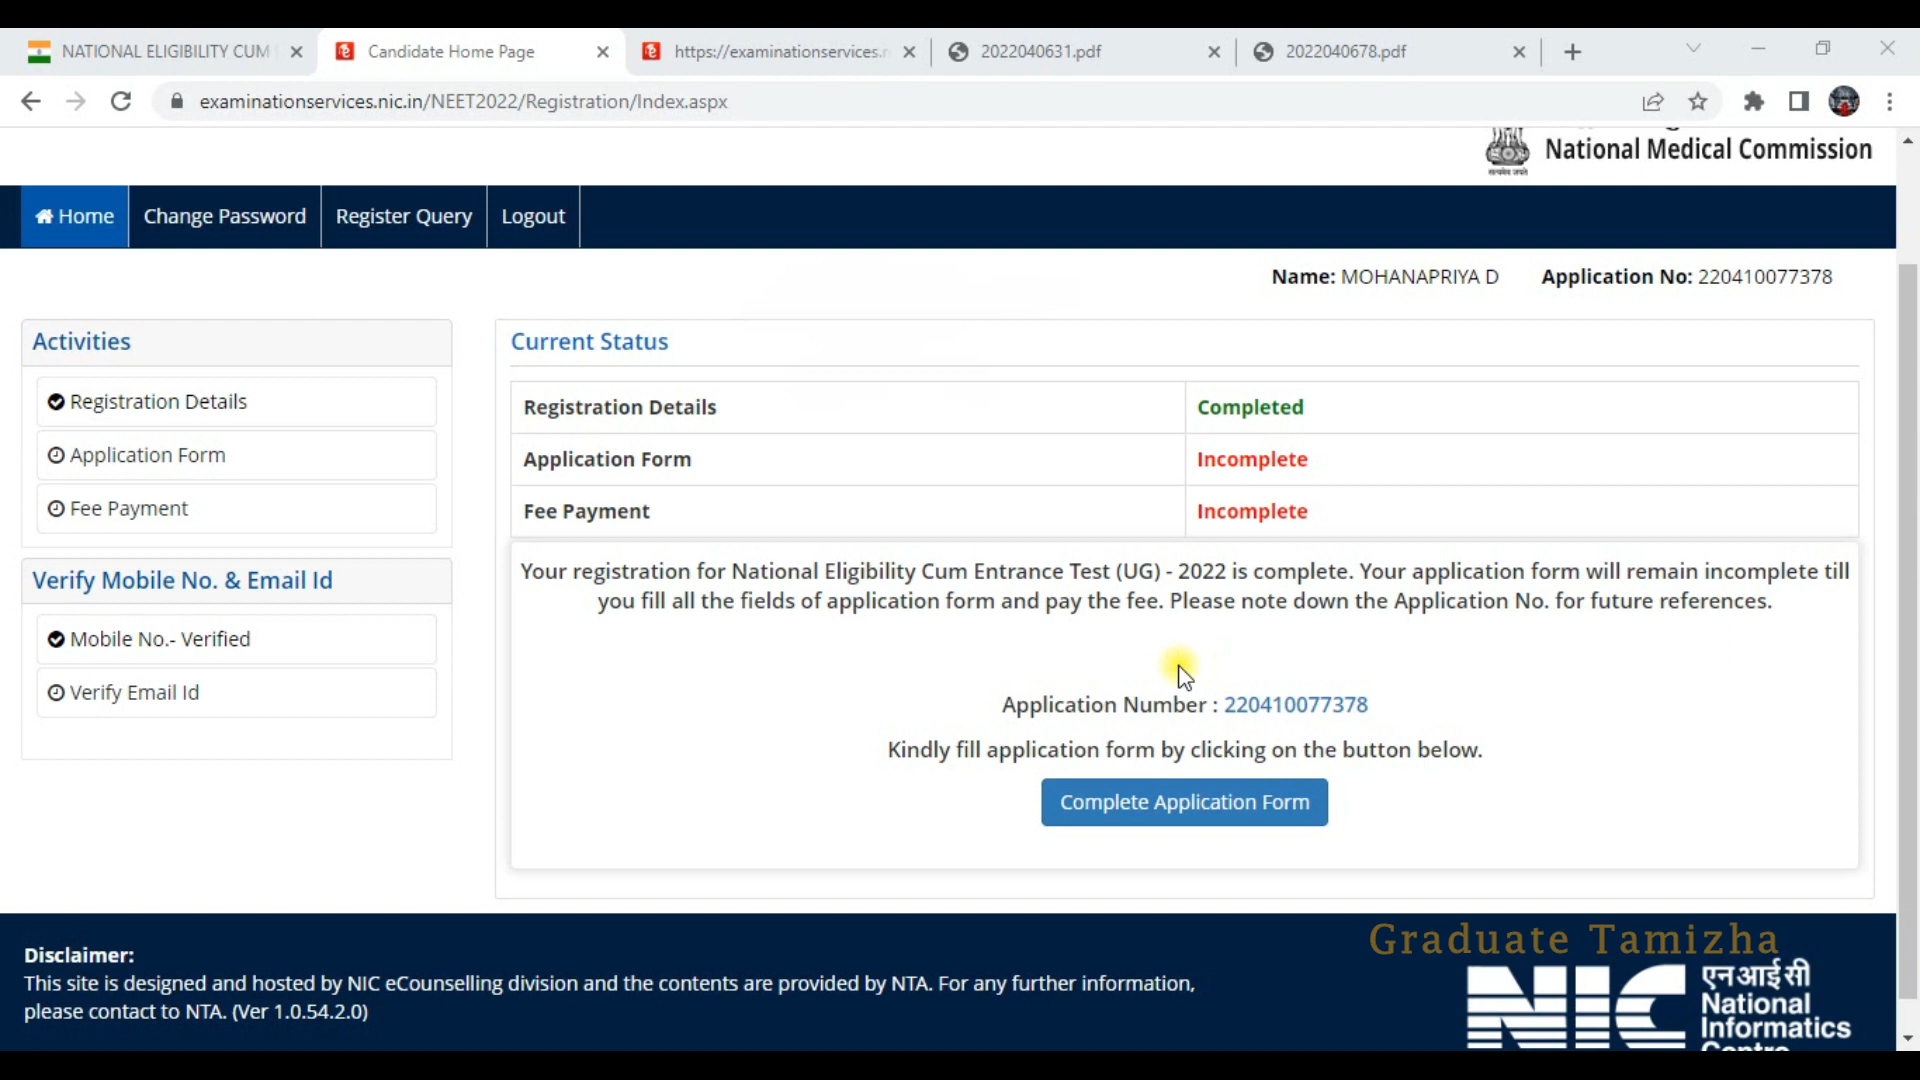 NATIONAL ELIGIBILITY CUM
Candidate Home Page
https://examinationservices.n
2022040631.pdf
2022040678.pdf
examinationservices.nic.in/NEET2022/Registration/Index.aspx
National Medical Commission
Home
Change Password
Register Query
Logout
Name: MOHANAPRIYA D
Application No: 220410077378
Activities
Registration Details
Application Form
Fee Payment
Verify Mobile No. & Email Id
Mobile No.- Verified
Verify Email Id
Current Status
Registration Details Completed
Application Form Incomplete
Fee Payment Incomplete
Your registration for National Eligibility Cum Entrance Test (UG) - 2022 is complete. Your application form will remain incomplete till
you fill all the fields of application form and pay the fee. Please note down the Application No. for future references.
Application Number : 220410077378
Kindly fill application form by clicking on the button below.
Complete Application Form
Disclaimer:
This site is designed and hosted by NIC eCounselling division and the contents are provided by NTA. For any further information,
please contact to NTA. (Ver 1.0.54.2.0)
Graduate Tamizha
NIC
एनआईसी
National
Informatics
Centre